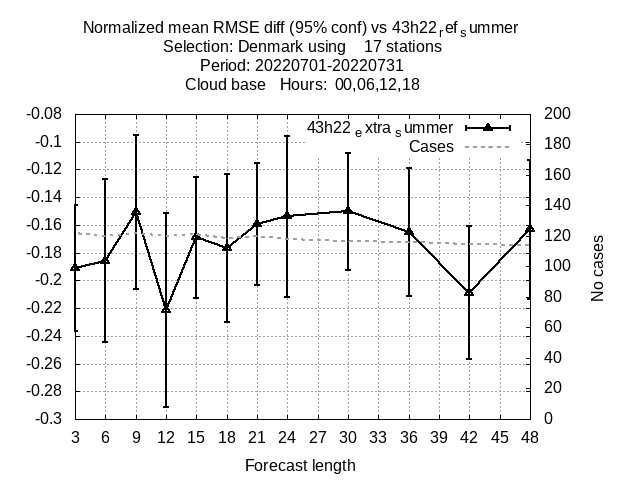 Normalized mean RMSE diff (95% conf) vs 43h22refsummer
Selection: Denmark using    17 stations
Period: 20220701-20220731
Cloud base   Hours: 00,06,12,18
43h22extrasummer
Cases
-0.08
-0.1
-0.12
-0.14
-0.16
-0.18
-0.2
-0.22
-0.24
-0.26
-0.28
-0.3
200
180
160
140
120
100
80
60
40
20
0
No cases
3 6 9 12 15 18 21 24 27 30 33 36 39 42 45 48
Forecast length